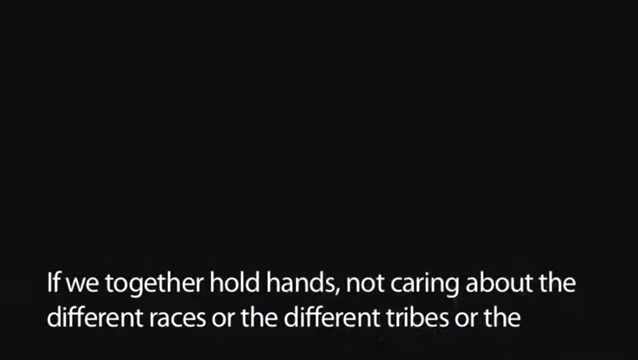 If we together hold hands, not caring about the
different races or the different tribes or the